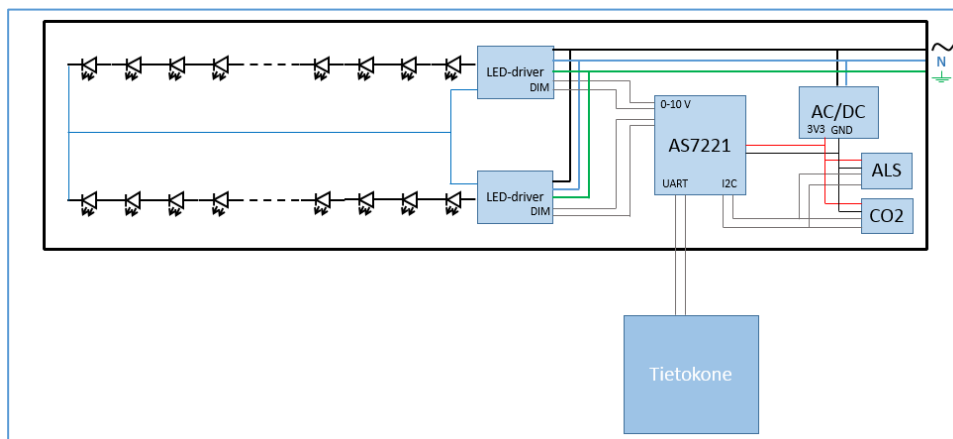 LED-driver
DIM
N
0-10 V
AS7221
UART
I2C
AC/DC
3V3
GND
ALS
CO2
LED-driver
DIM
Tietokone